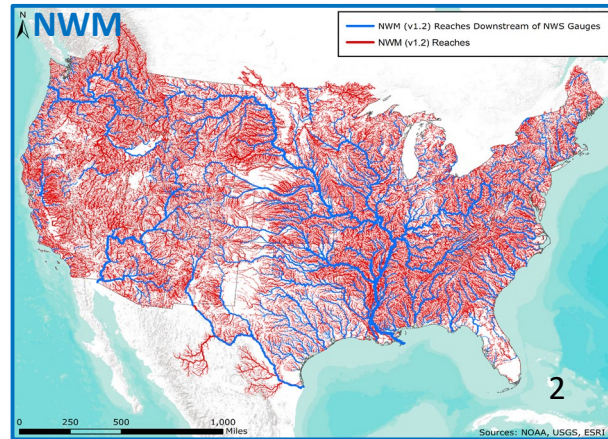 NWM
N
NWM (v1.2) Reaches Downstream of NWS Gauges
NWM (v1.2) Reaches
2
0 250 500 1,000
Miles
Sources: NOAA, USGS, ESRI